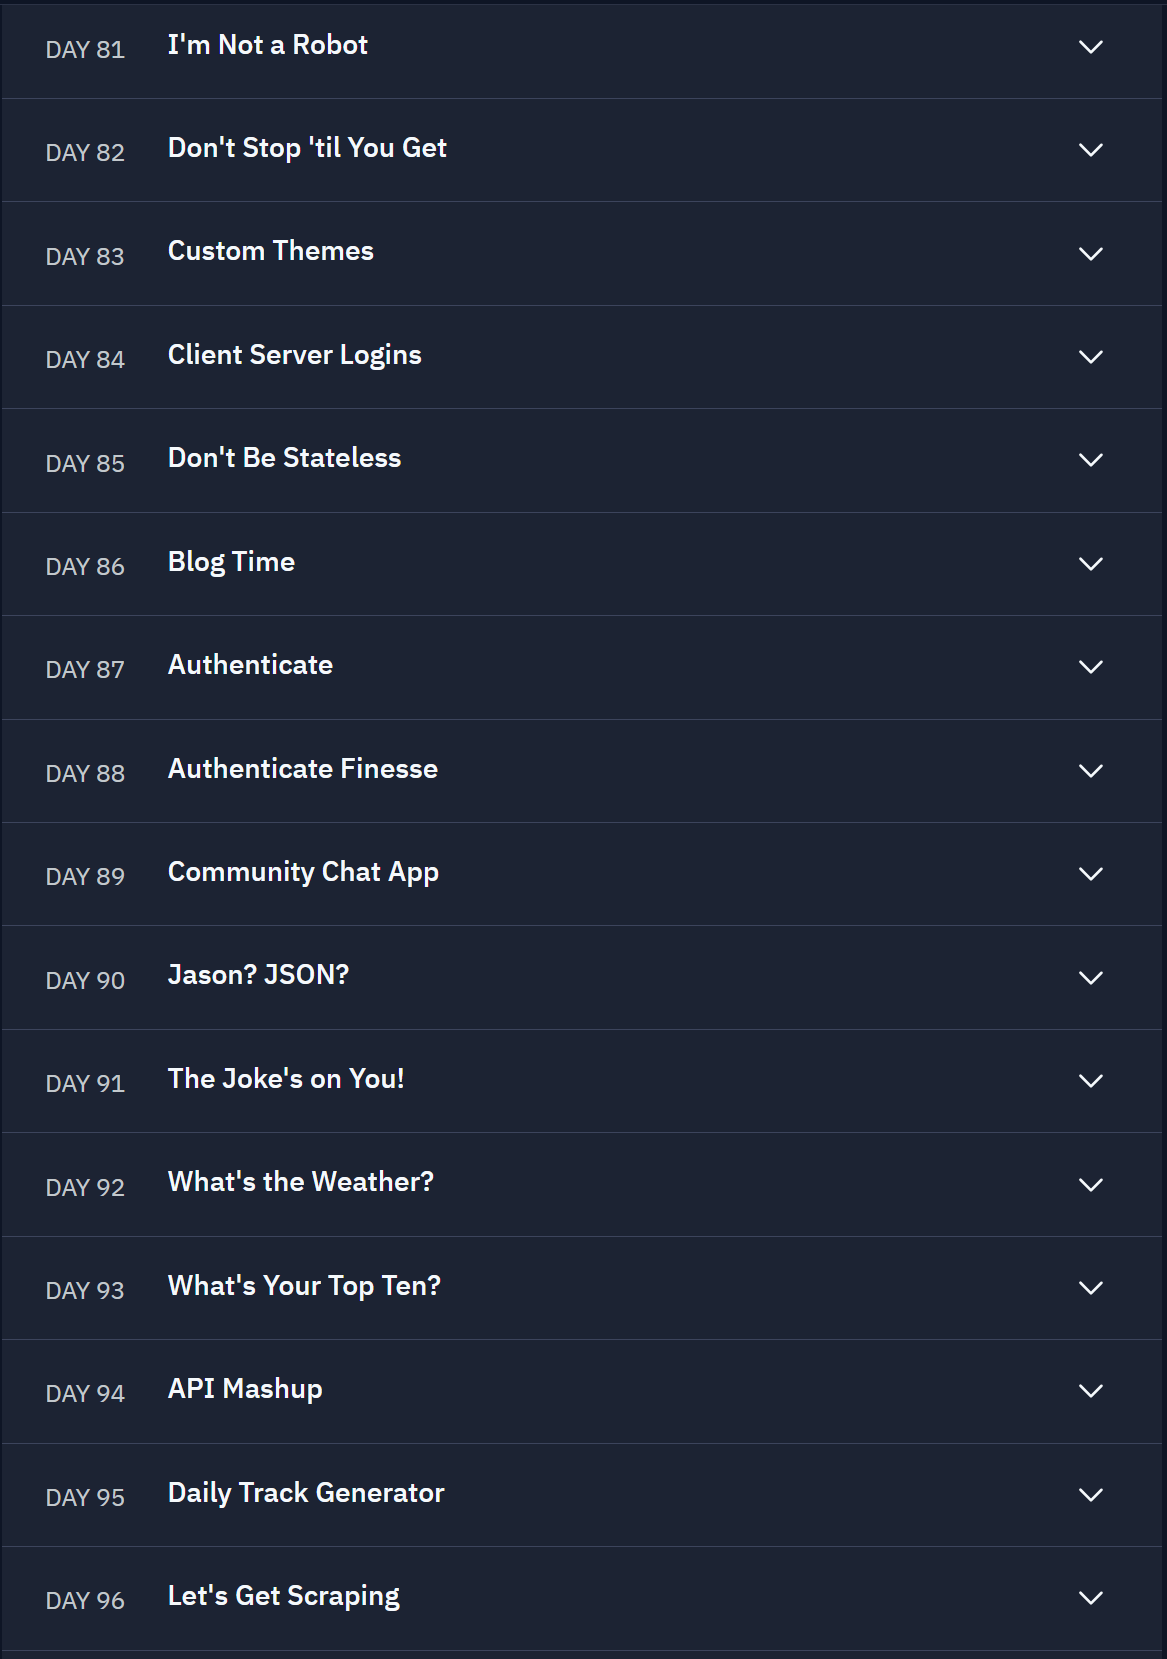 DAY 81 I'm Not a Robot
DAY 82 Don't Stop 'til You Get
DAY 83 Custom Themes
DAY 84 Client Server Logins
DAY 85 Don't Be Stateless
DAY 86 Blog Time
DAY 87 Authenticate
DAY 88 Authenticate Finesse
DAY 89 Community Chat App
DAY 90 Jason? JSON?
DAY 91 The Joke's on You!
DAY 92 What's the Weather?
DAY 93 What's Your Top Ten?
DAY 94 API Mashup
DAY 95 Daily Track Generator
DAY 96 Let's Get Scraping